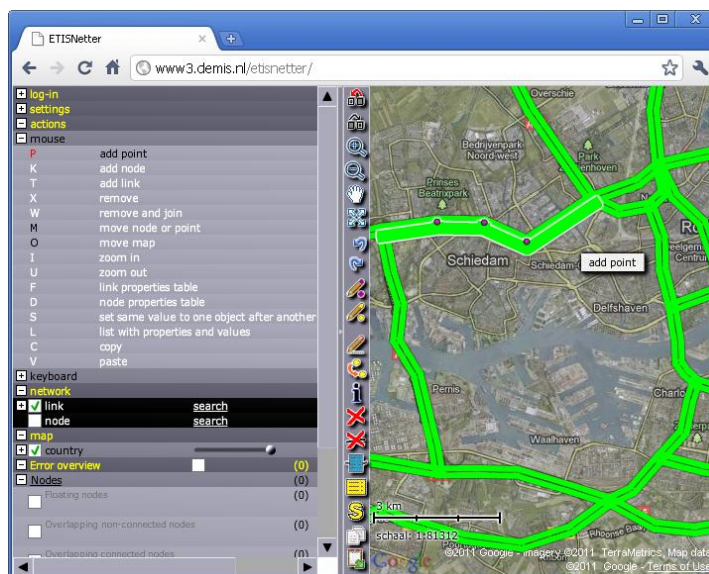 ETISNetter
www3.demis.nl/etisnetter/
log-in
settings
actions
mouse
P add point
K add node
T add link
X remove
W remove and join
M move node or point
O move map
I zoom in
U zoom out
F link properties table
D node properties table
S set same value to one object after another
L list with properties and values
C copy
V paste
keyboard
network
link search
node search
map
country
Error overview (0)
Nodes (0)
Floating nodes (0)
Overlapping non-connected nodes (0)
Overlapping connected nodes (0)
Overschie
Bedrijvenpark
Noord-west
Park
Prinses
Beatrixpark
Schiedam
add point
Delfshaven
Pernis
Waalhaven
3 km
schaal: 1:81312
©2011 Google - Imagery ©2011 TerraMetrics, Map data
©2011 Google - Terms of Use